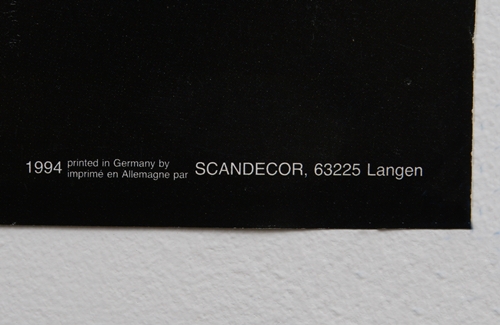 1994 printed in Germany by SCANDECOR, 63225 Langen
imprimé en Allemagne par